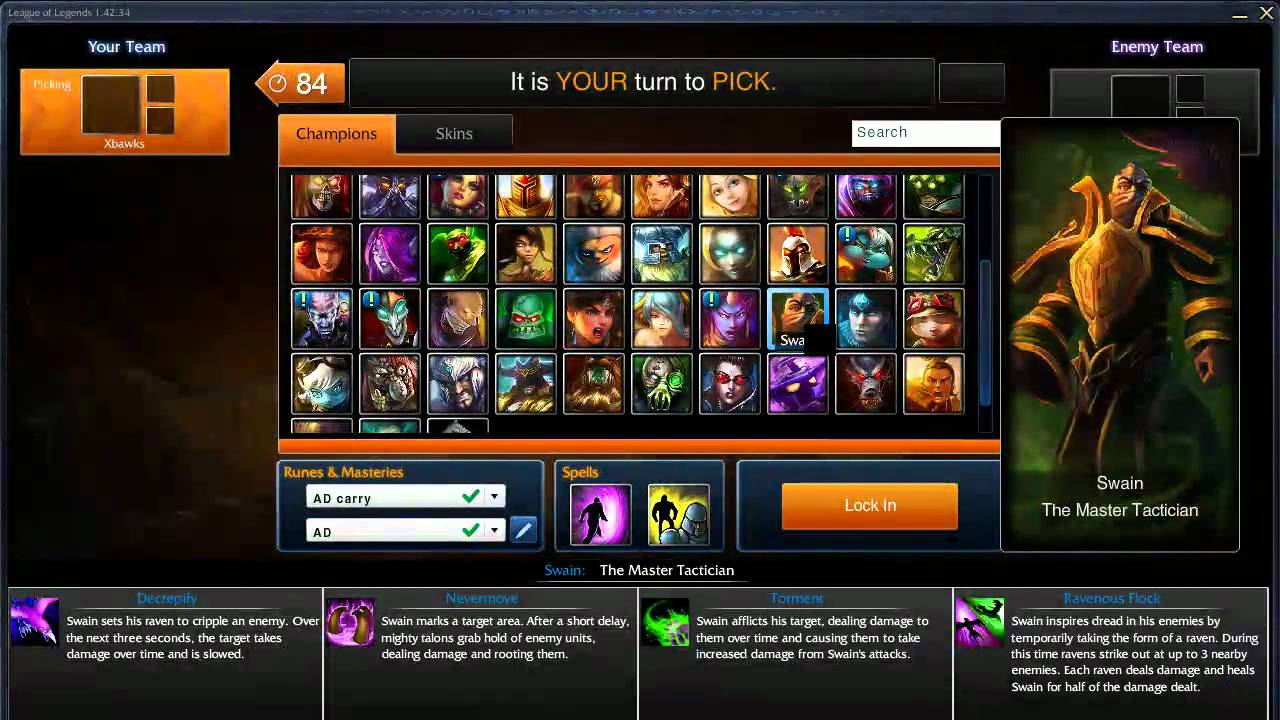 League of Legends 1.42.34
Your Team
Enemy Team
Picking
Xbawks
84
It is YOUR turn to PICK.
Champions
Skins
Search
Swa
Swain
The Master Tactician
Runes & Masteries
AD carry
AD
Spells
Lock In
Swain: The Master Tactician
Decrepify
Swain sets his raven to cripple an enemy. Over
the next three seconds, the target takes
damage over time and is slowed.
Nevermove
Swain marks a target area. After a short delay,
mighty talons grab hold of enemy units,
dealing damage and rooting them.
Torment
Swain afflicts his target, dealing damage to
them over time and causing them to take
increased damage from Swain's attacks.
Ravenous Flock
Swain inspires dread in his enemies by
temporarily taking the form of a raven. During
this time ravens strike out at up to 3 nearby
enemies. Each raven deals damage and heals
Swain for half of the damage dealt.